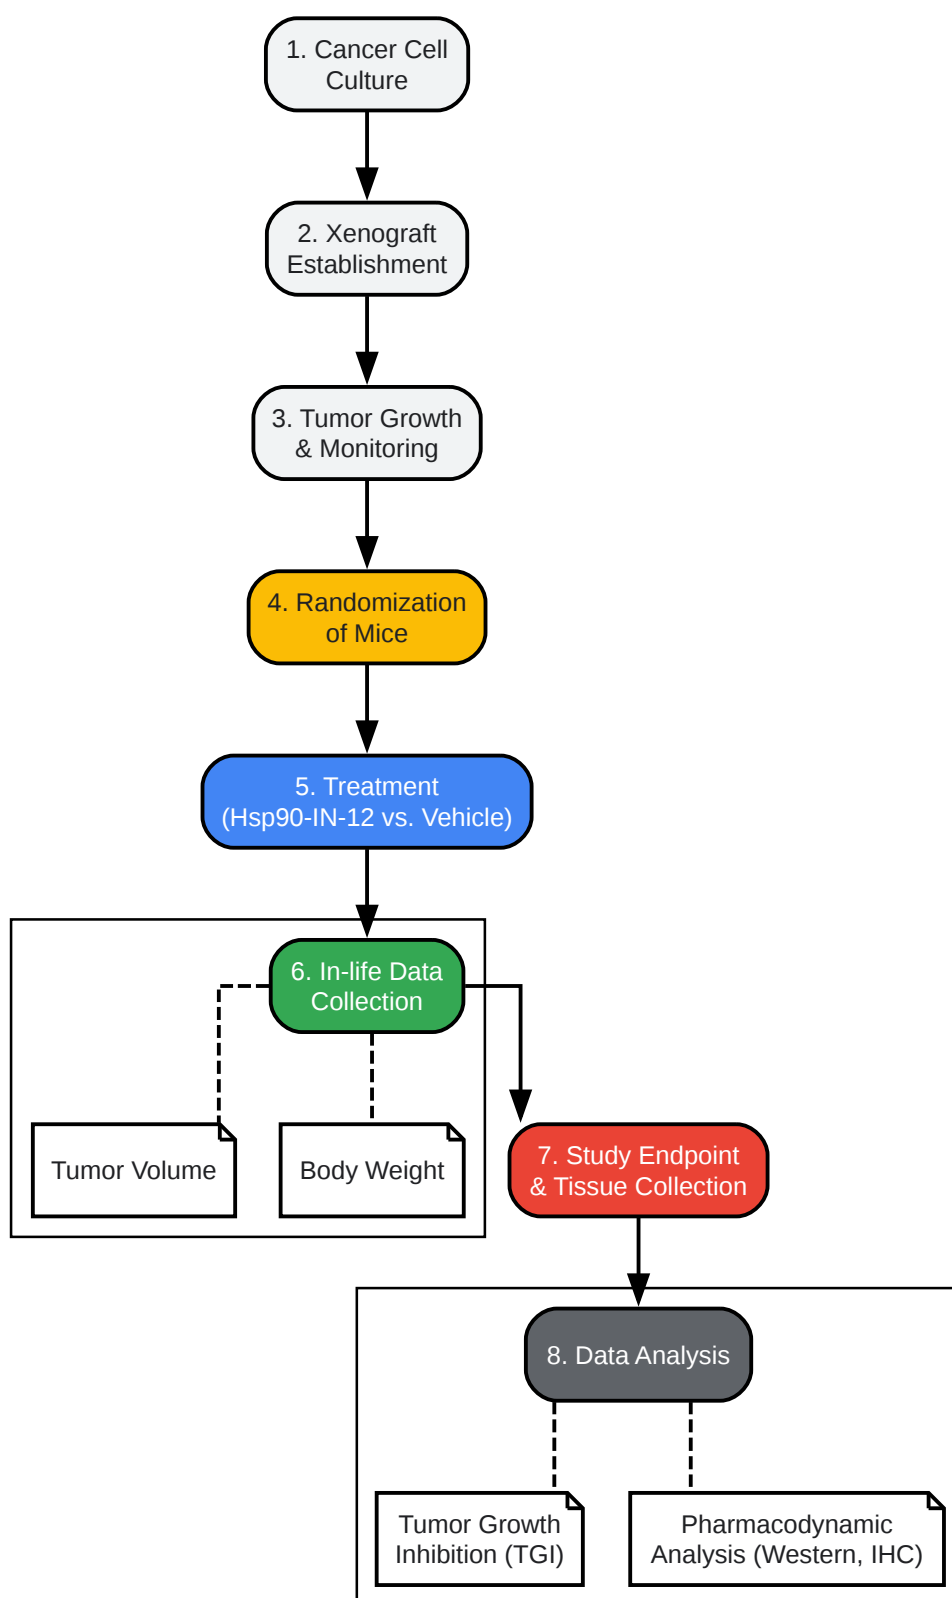 1. Cancer Cell
Culture
2. Xenograft
Establishment
3. Tumor Growth
& Monitoring
4. Randomization
of Mice
5. Treatment
(Hsp90-IN-12 vs. Vehicle)
6. In-life Data
Collection
Tumor Volume
Body Weight
7. Study Endpoint
& Tissue Collection
8. Data Analysis
Tumor Growth
Inhibition (TGI)
Pharmacodynamic
Analysis (Western, IHC)